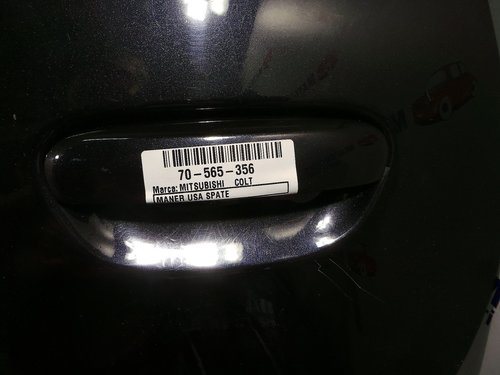 70-565-356
Marca: MITSUBISHI COLT
MANER USA SPATE